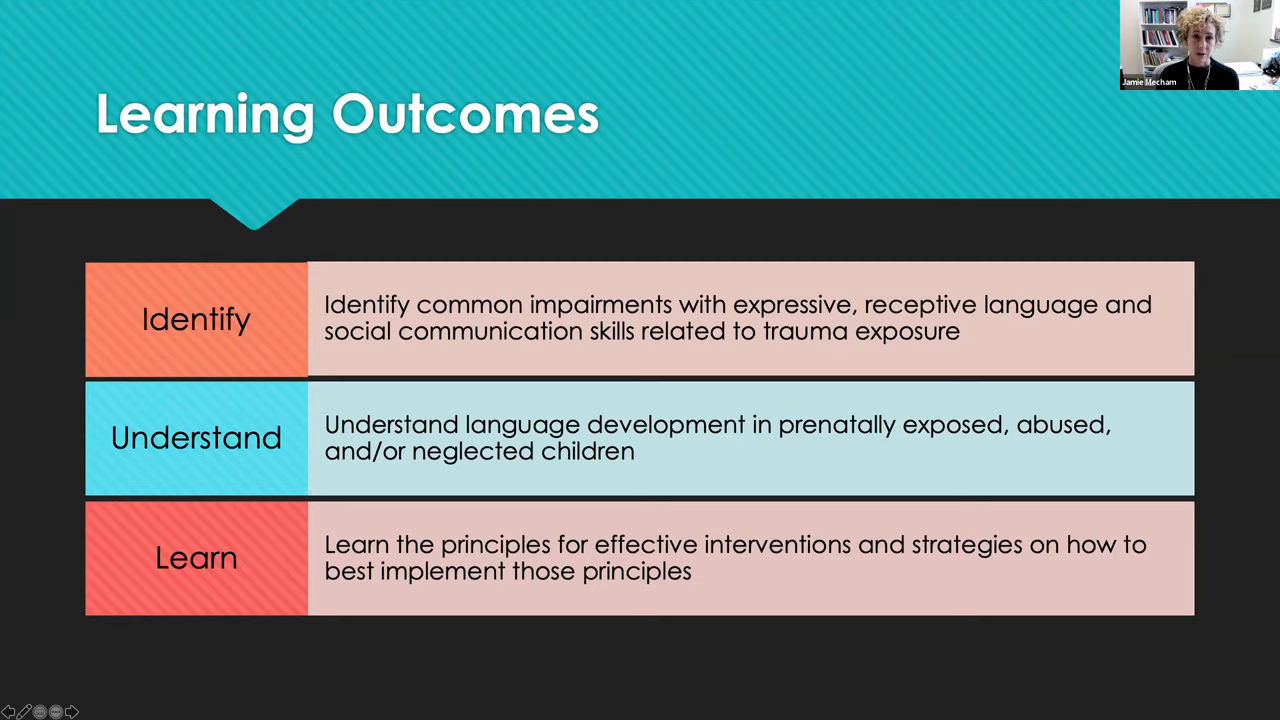 Jamie Mecham
Learning Outcomes
Identify
Identify common impairments with expressive, receptive language and
social communication skills related to trauma exposure
Understand
Understand language development in prenatally exposed, abused,
and/or neglected children
Learn
Learn the principles for effective interventions and strategies on how to
best implement those principles